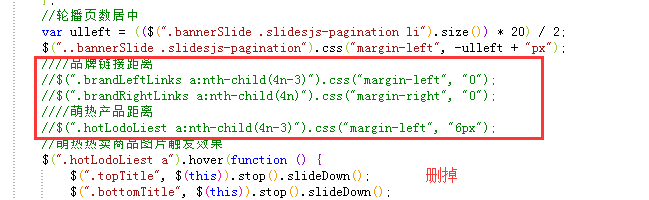 //轮播页数居中
var ulleft = (($(".bannerSlide .slidesjs-pagination li").size()) * 20) / 2;
$("..bannerSlide .slidesjs-pagination").css("margin-left", -ulleft + "px");
////品牌链接距离
//$(".brandLeftLinks a:nth-child(4n-3)").css("margin-left", "0");
//$(".brandRightLinks a:nth-child(4n)").css("margin-right", "0");
////萌热产品距离
//$(".hotLodoLiest a:nth-child(4n-3)").css("margin-left", "6px");
//萌热热卖商品图片触发效果
$(".hotLodoLiest a").hover(function () {
$(".topTitle", $(this)).stop().slideDown();
$(".bottomTitle", $(this)).stop().slideDown();
删掉